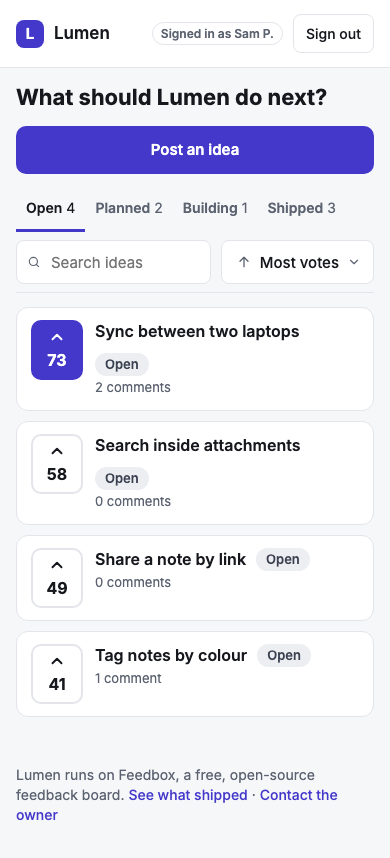 L Lumen Signed in as Sam P. Sign out
What should Lumen do next?
Post an idea
Open 4 Planned 2 Building 1 Shipped 3
Search ideas Most votes
73 Sync between two laptops
Open
2 comments
58 Search inside attachments
Open
0 comments
49 Share a note by link Open
0 comments
41 Tag notes by colour Open
1 comment
Lumen runs on Feedbox, a free, open-source
feedback board. See what shipped · Contact the
owner